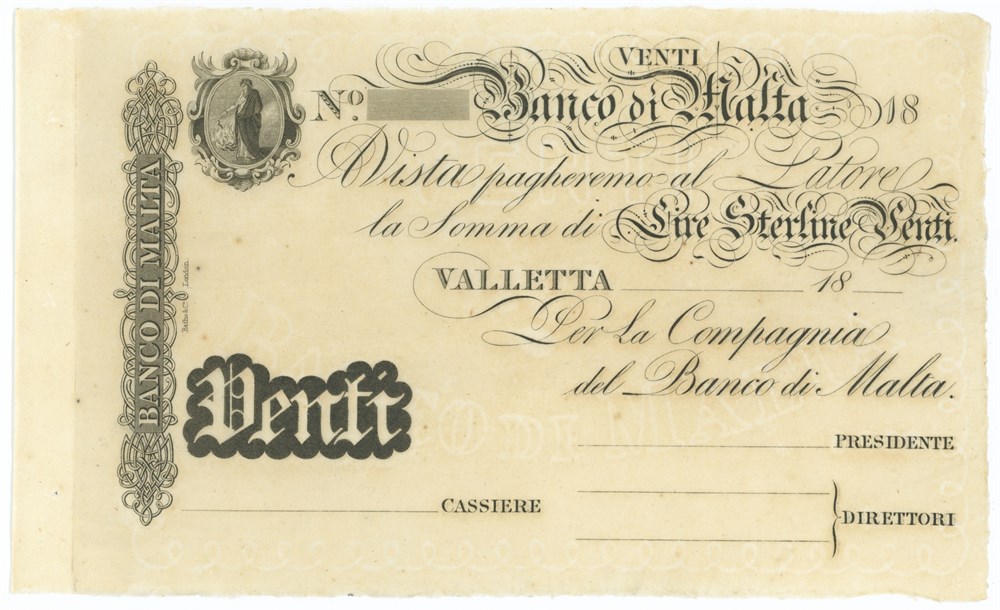 VENTI
Nº. Banco di Malta 18
A Vista pagheremo al Latore
la Somma di Lire Sterline Venti.
VALLETTA 18
Per La Compagnia
del Banco di Malta.
Venti
PRESIDENTE
CASSIERE
DIRETTORI
BANCO DI MALTA
London.